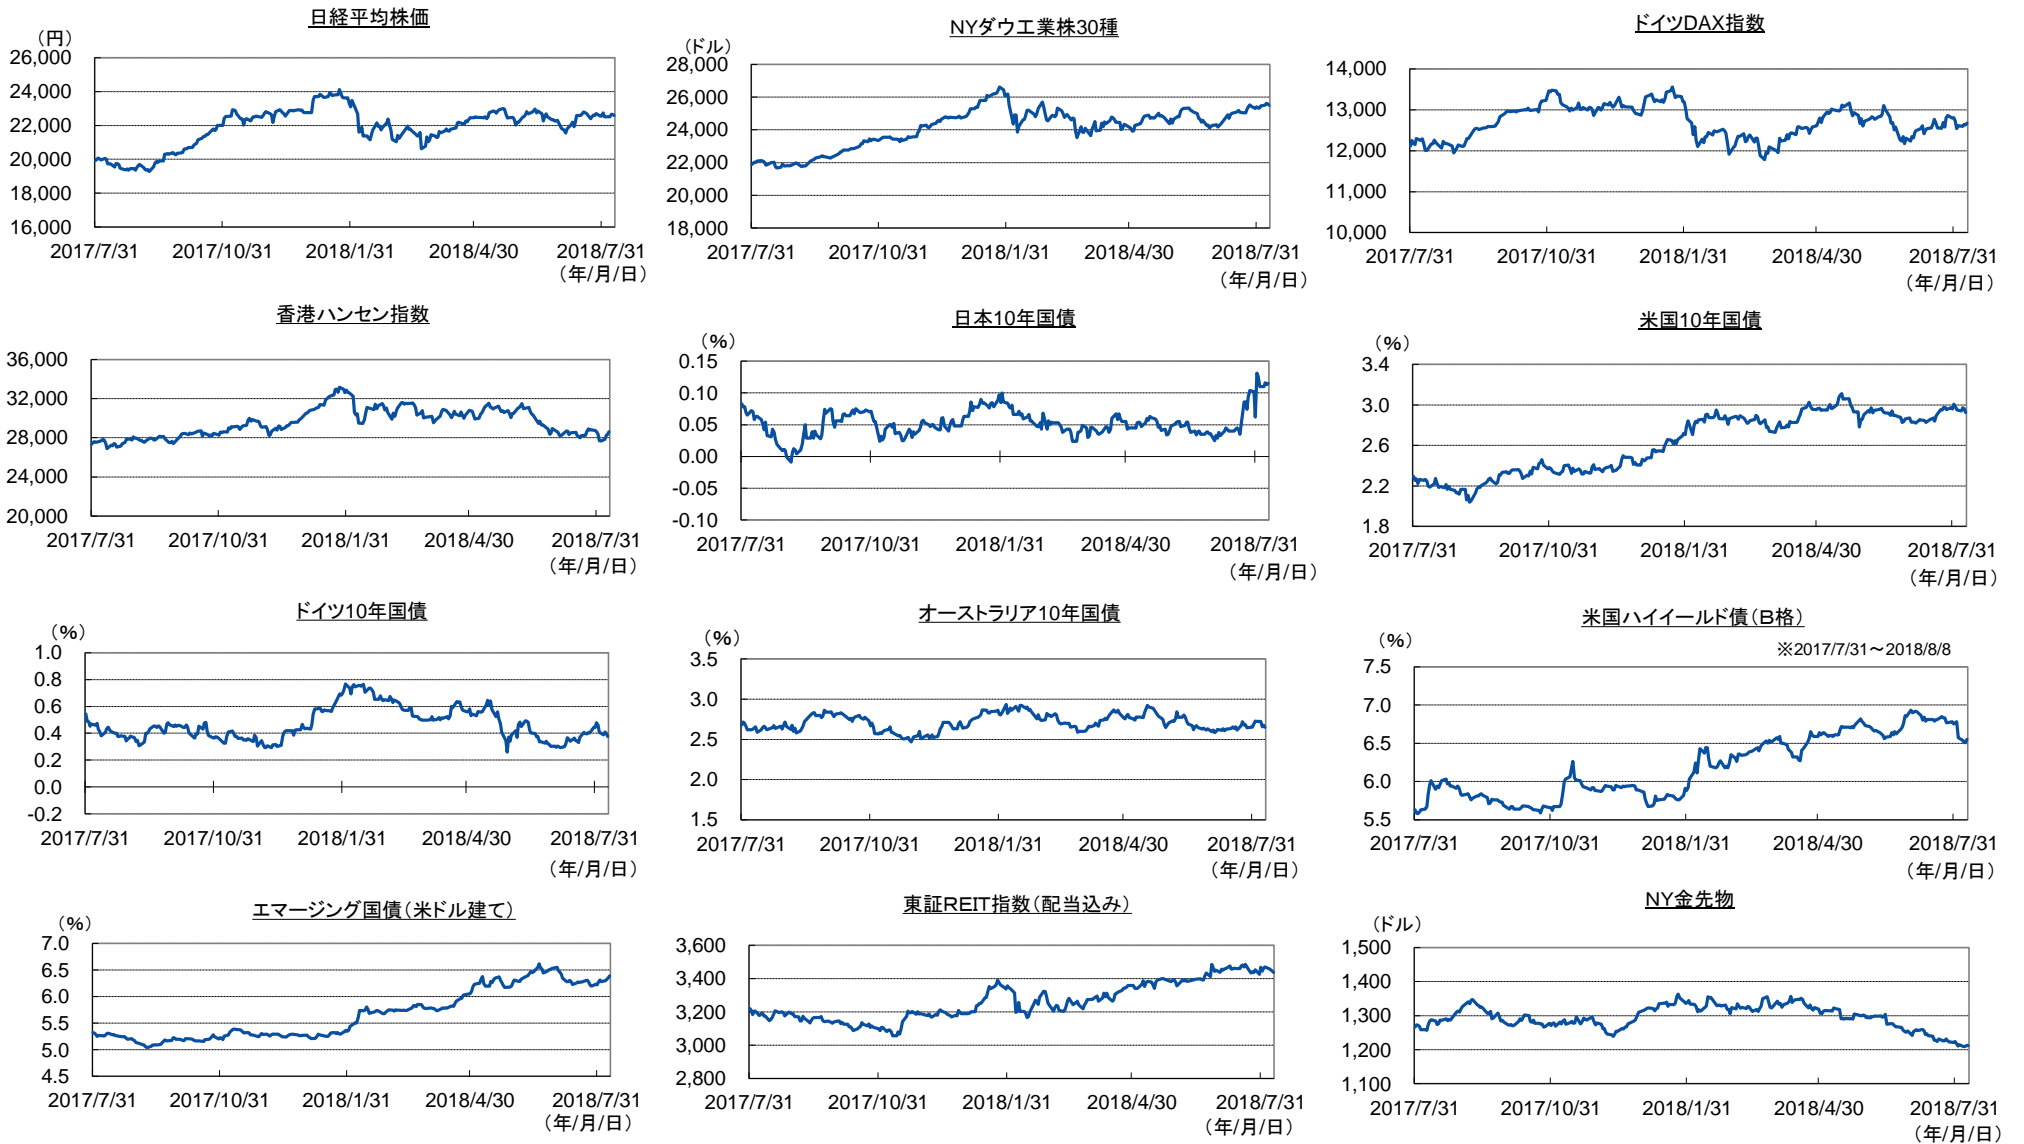 日経平均株価
（円）
26,000
24,000
22,000
20,000
18,000
16,000
2017/7/31 2017/10/31 2018/1/31 2018/4/30 2018/7/31
（年/月/日）
NYダウ工業株30種
（ドル）
28,000
26,000
24,000
22,000
20,000
18,000
2017/7/31 2017/10/31 2018/1/31 2018/4/30 2018/7/31
（年/月/日）
ドイツDAX指数
14,000
13,000
12,000
11,000
10,000
2017/7/31 2017/10/31 2018/1/31 2018/4/30 2018/7/31
（年/月/日）
香港ハンセン指数
36,000
32,000
28,000
24,000
20,000
2017/7/31 2017/10/31 2018/1/31 2018/4/30 2018/7/31
（年/月/日）
日本10年国債
（%）
0.15
0.10
0.05
0.00
-0.05
-0.10
2017/7/31 2017/10/31 2018/1/31 2018/4/30 2018/7/31
（年/月/日）
米国10年国債
（%）
3.4
3.0
2.6
2.2
1.8
2017/7/31 2017/10/31 2018/1/31 2018/4/30 2018/7/31
（年/月/日）
ドイツ10年国債
（%）
1.0
0.8
0.6
0.4
0.2
0.0
-0.2
2017/7/31 2017/10/31 2018/1/31 2018/4/30 2018/7/31
（年/月/日）
オーストラリア10年国債
（%）
3.5
3.0
2.5
2.0
1.5
2017/7/31 2017/10/31 2018/1/31 2018/4/30 2018/7/31
（年/月/日）
米国ハイイールド債（B格）
（%）
※2017/7/31～2018/8/8
7.5
7.0
6.5
6.0
5.5
2017/7/31 2017/10/31 2018/1/31 2018/4/30 2018/7/31
（年/月/日）
エマージング国債（米ドル建て）
（%）
7.0
6.5
6.0
5.5
5.0
4.5
2017/7/31 2017/10/31 2018/1/31 2018/4/30 2018/7/31
（年/月/日）
東証REIT指数（配当込み）
3,600
3,400
3,200
3,000
2,800
2017/7/31 2017/10/31 2018/1/31 2018/4/30 2018/7/31
（年/月/日）
NY金先物
（ドル）
1,500
1,400
1,300
1,200
1,100
2017/7/31 2017/10/31 2018/1/31 2018/4/30 2018/7/31
（年/月/日）